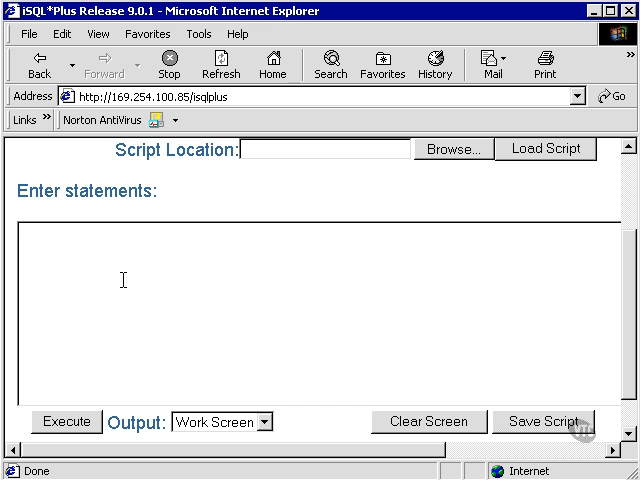 iSQL*Plus Release 9.0.1 - Microsoft Internet Explorer
File Edit View Favorites Tools Help
Back Forward Stop Refresh Home Search Favorites History Mail Print »
Address http://169.254.100.85/isqlplus Go
Links » Norton AntiVirus
Script Location: Browse... Load Script
Enter statements:
Execute Output: Work Screen Clear Screen Save Script
Done Internet